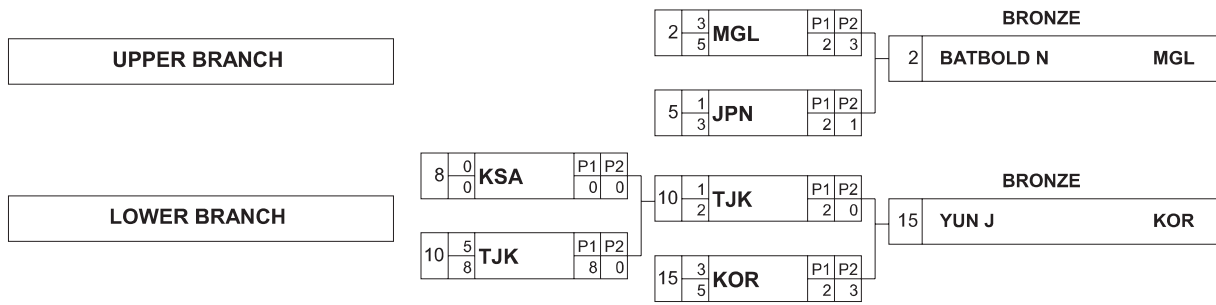 UPPER BRANCH
2 3 5 MGL P1 P2 2 3
BRONZE
2 BATBOLD N MGL
5 1 3 JPN P1 P2 2 1
LOWER BRANCH
8 0 0 KSA P1 P2 0 0
10 5 8 TJK P1 P2 8 0
10 1 2 TJK P1 P2 2 0
15 3 5 KOR P1 P2 2 3
BRONZE
15 YUN J KOR